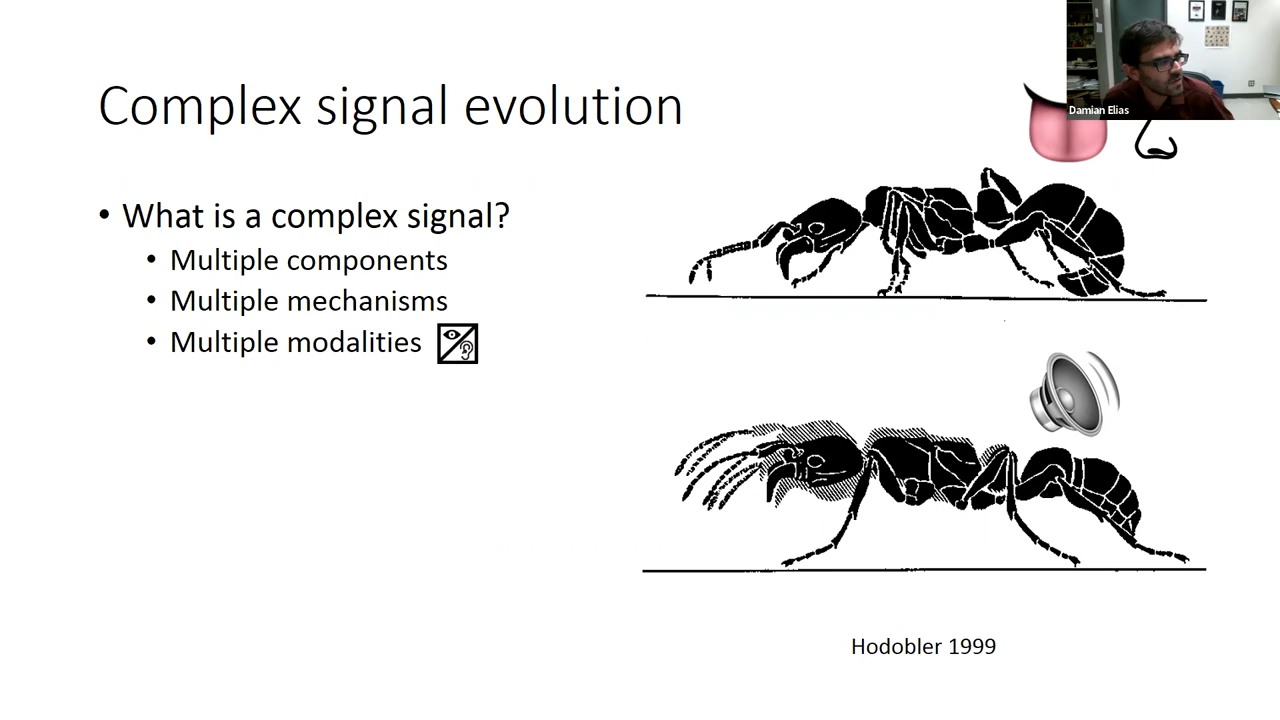 Complex signal evolution
Damian Elias
• What is a complex signal?
• Multiple components
• Multiple mechanisms
• Multiple modalities
Hodobler 1999